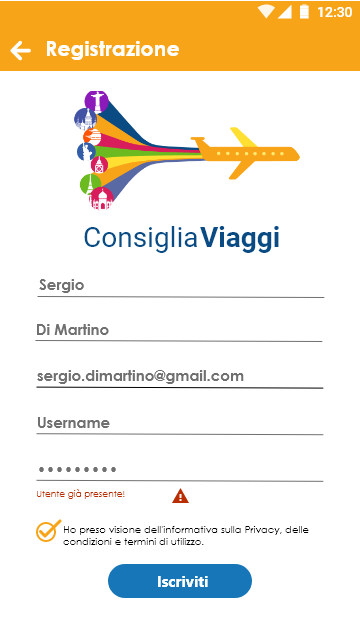 12:30
Registrazione
ConsigliaViaggi
Sergio
Di Martino
sergio.dimartino@gmail.com
Username
•••••••••
Utente già presente!
Ho preso visione dell'informativa sulla Privacy, delle
condizioni e termini di utilizzo.
Iscriviti